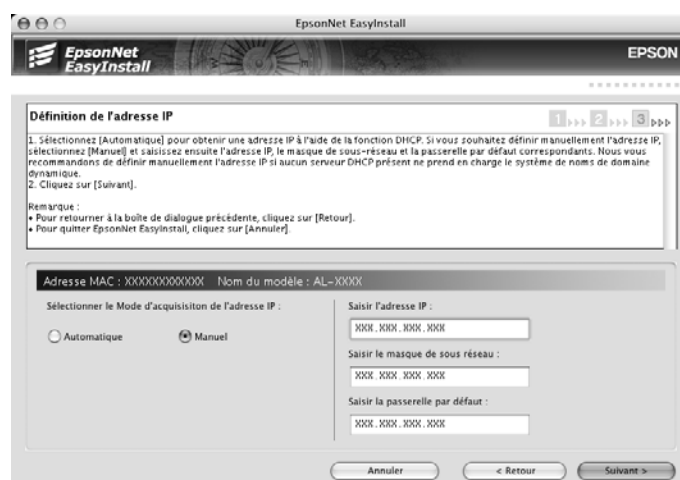 EpsonNet EasyInstall
EpsonNet
EasyInstall
EPSON
Définition de l'adresse IP
1 2 3
1. Sélectionnez [Automatique] pour obtenir une adresse IP à l'aide de la fonction DHCP. Si vous souhaitez définir manuellement l'adresse IP,
sélectionnez [Manuel] et saisissez ensuite l'adresse IP, le masque de sous-réseau et la passerelle par défaut correspondants. Nous vous
recommandons de définir manuellement l'adresse IP si aucun serveur DHCP présent ne prend en charge le système de noms de domaine
dynamique.
2. Cliquez sur [Suivant].
Remarque :
• Pour retourner à la boîte de dialogue précédente, cliquez sur [Retour].
• Pour quitter EpsonNet EasyInstall, cliquez sur [Annuler].
Adresse MAC : XXXXXXXXXXXX Nom du modèle : AL-XXXX
Sélectionner le Mode d'acquisisiton de l'adresse IP :
Automatique
Manuel
Saisir l'adresse IP :
XXX.XXX.XXX.XXX
Saisir le masque de sous réseau :
XXX.XXX.XXX.XXX
Saisir la passerelle par défaut :
XXX.XXX.XXX.XXX
Annuler
< Retour
Suivant >